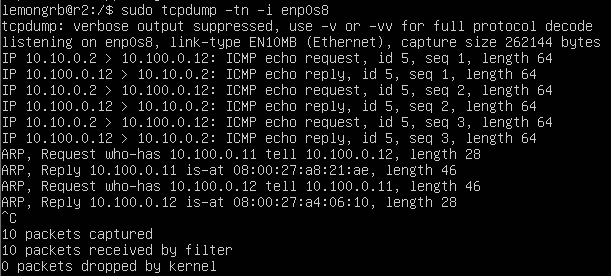 lemongrb@r2:/$ sudo tcpdump -tn -i enp0s8
tcpdump: verbose output suppressed, use -v or -vv for full protocol decode
listening on enp0s8, link-type EN10MB (Ethernet), capture size 262144 bytes
IP 10.10.0.2 > 10.100.0.12: ICMP echo request, id 5, seq 1, length 64
IP 10.100.0.12 > 10.10.0.2: ICMP echo reply, id 5, seq 1, length 64
IP 10.10.0.2 > 10.100.0.12: ICMP echo request, id 5, seq 2, length 64
IP 10.100.0.12 > 10.10.0.2: ICMP echo reply, id 5, seq 2, length 64
IP 10.10.0.2 > 10.100.0.12: ICMP echo request, id 5, seq 3, length 64
IP 10.100.0.12 > 10.10.0.2: ICMP echo reply, id 5, seq 3, length 64
ARP, Request who-has 10.100.0.11 tell 10.100.0.12, length 28
ARP, Reply 10.100.0.11 is-at 08:00:27:a8:21:ae, length 46
ARP, Request who-has 10.100.0.12 tell 10.100.0.11, length 46
ARP, Reply 10.100.0.12 is-at 08:00:27:a4:06:10, length 28
^C
10 packets captured
10 packets received by filter
0 packets dropped by kernel